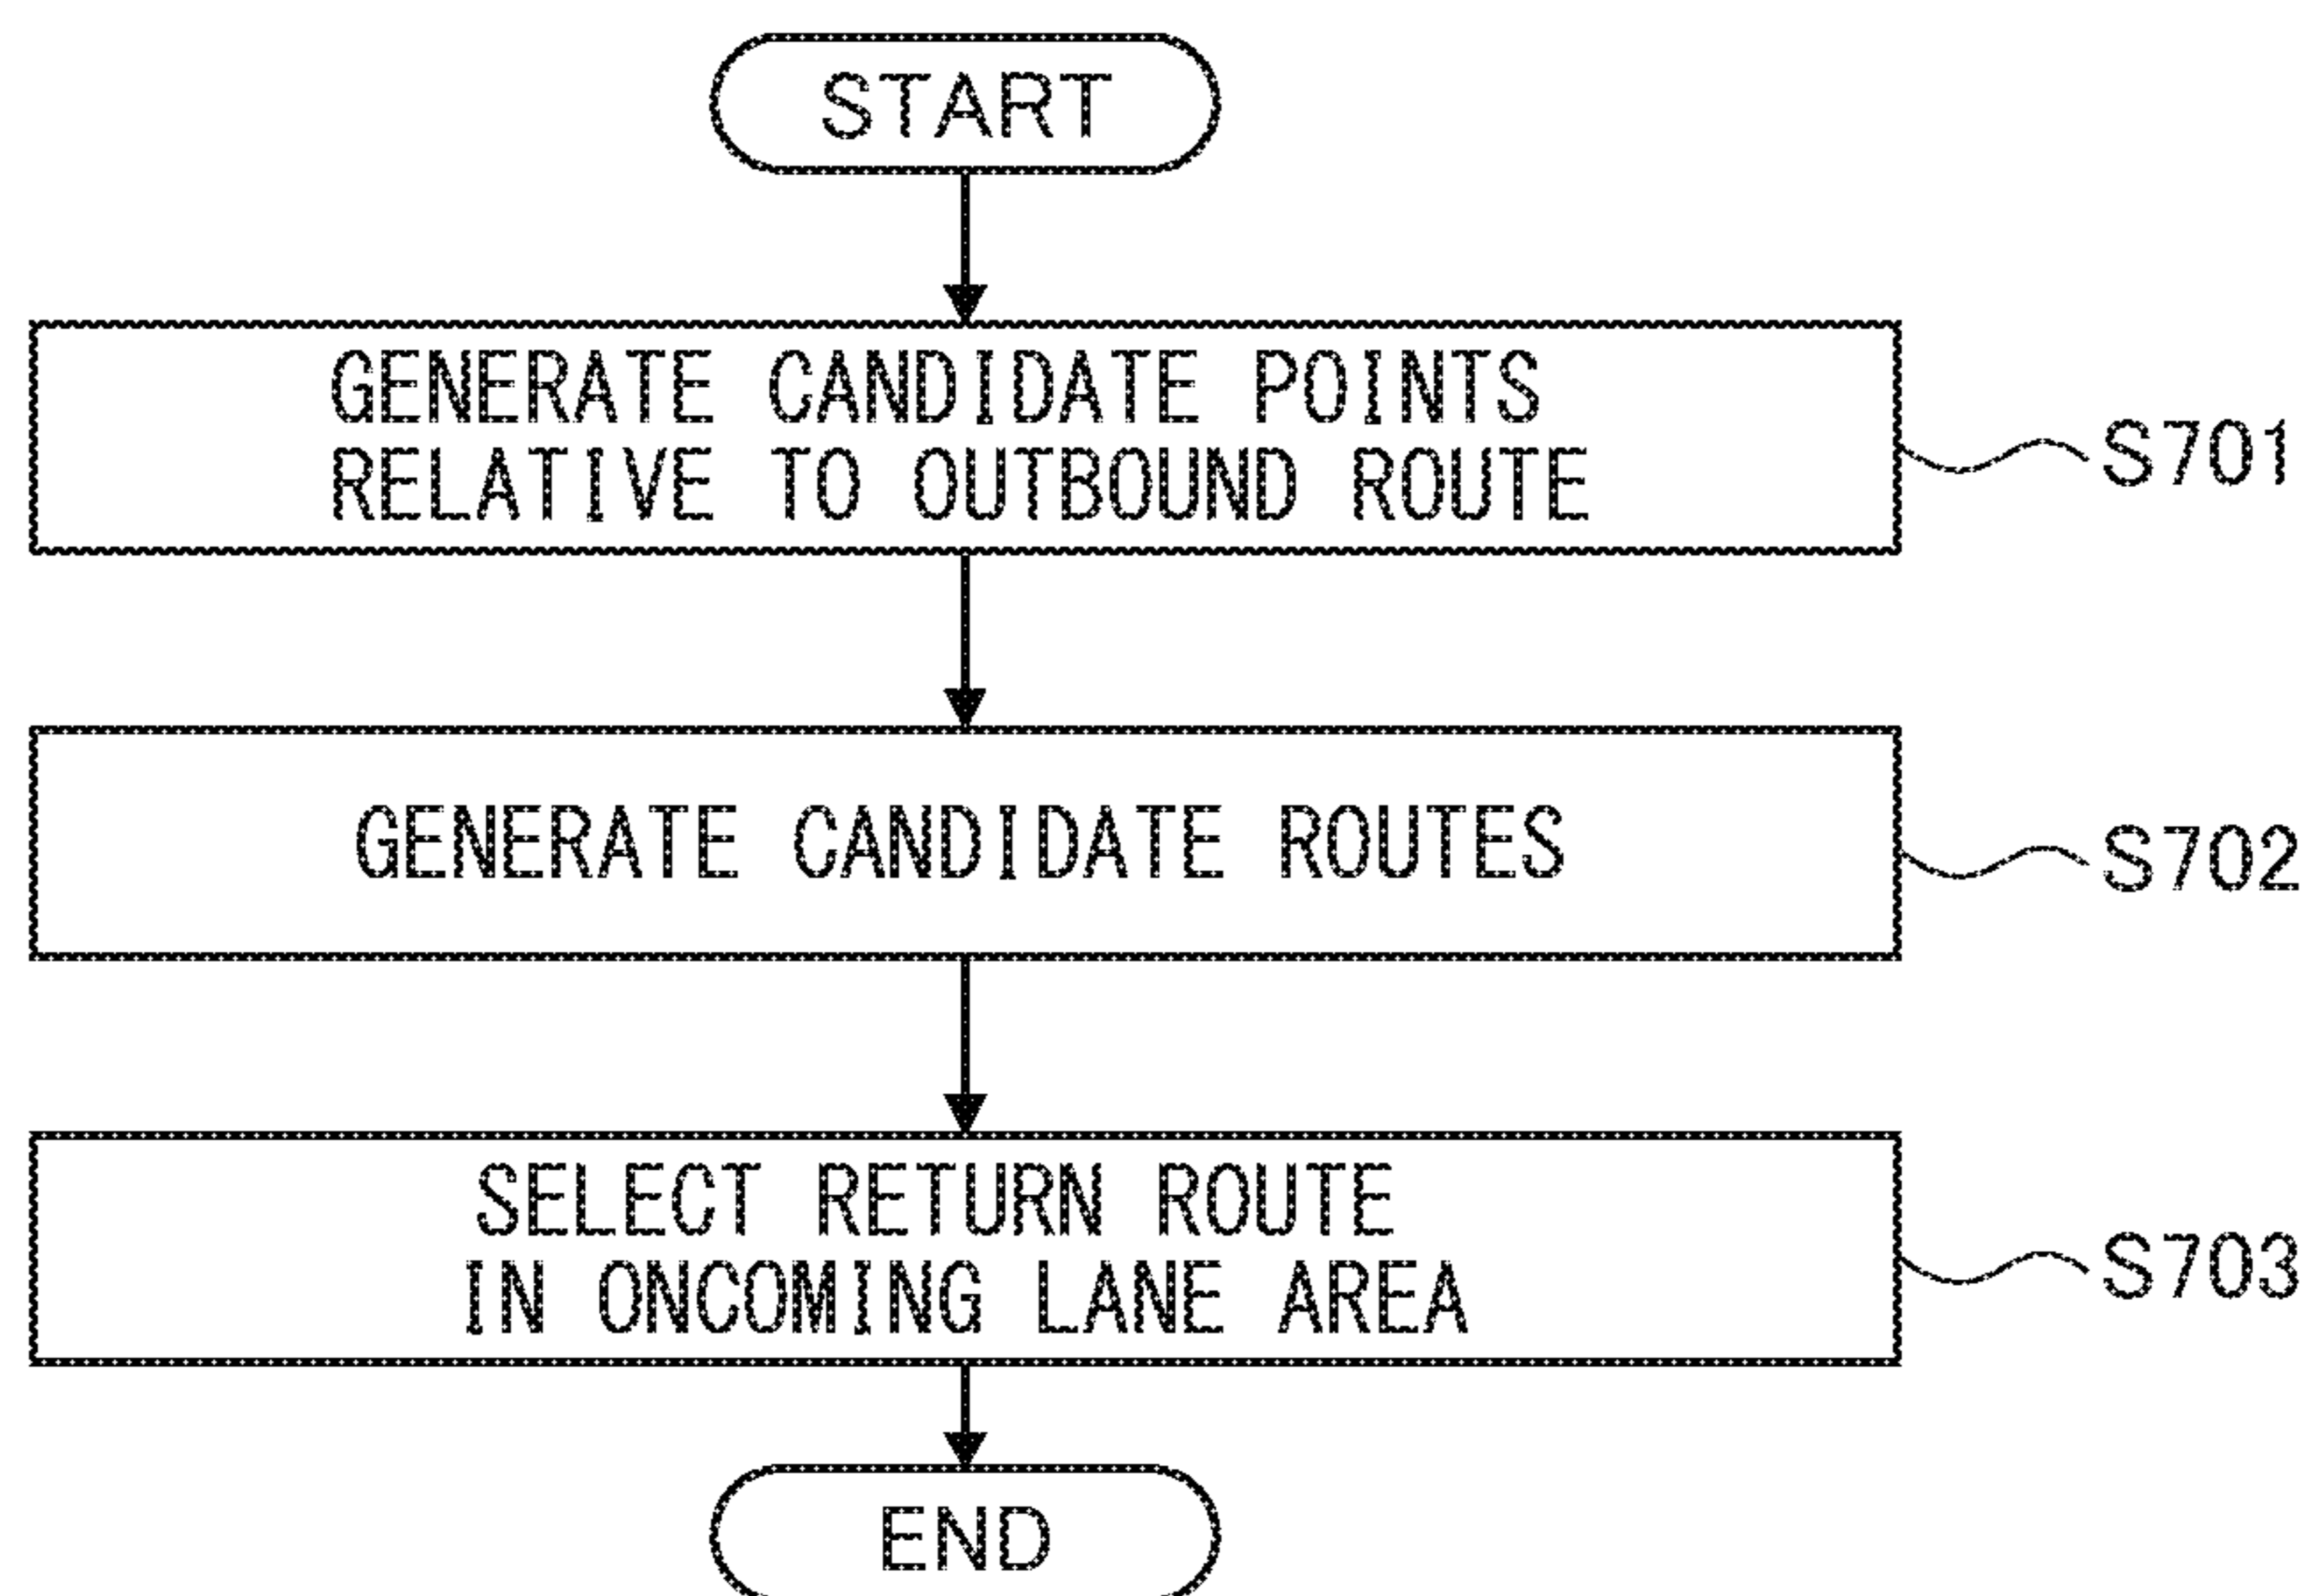 START
GENERATE CANDIDATE POINTS
RELATIVE TO OUTBOUND ROUTE
S701
GENERATE CANDIDATE ROUTES
S702
SELECT RETURN ROUTE
IN ONCOMING LANE AREA
S703
END